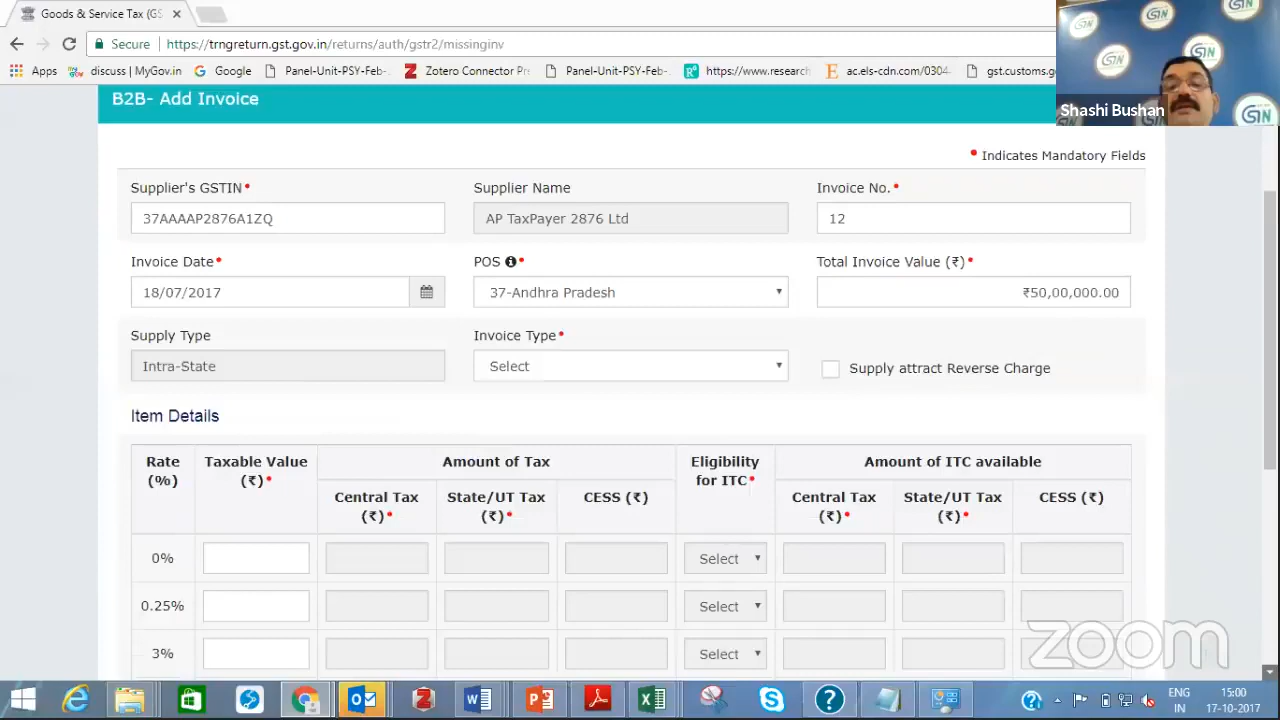 Goods & Service Tax (GS
Secure https://trngreturn.gst.gov.in/returns/auth/gstr2/missinginv
Apps discuss | MyGov.in Google Panel-Unit-PSY-Feb- Zotero Connector Pr Panel-Unit-PSY-Feb- https://www.research ac.els-cdn.com/0304- gst.customs.go
Shashi Bushan
B2B- Add Invoice
• Indicates Mandatory Fields
Supplier's GSTIN• Supplier Name Invoice No.•
37AAAAP2876A1ZQ AP TaxPayer 2876 Ltd 12
Invoice Date• POS • Total Invoice Value (₹)•
18/07/2017 37-Andhra Pradesh ₹50,00,000.00
Supply Type Invoice Type•
Intra-State Select Supply attract Reverse Charge
Item Details
Rate Taxable Value Amount of Tax Eligibility Amount of ITC available
(%) (₹)• for ITC•
Central Tax State/UT Tax CESS (₹) Central Tax State/UT Tax CESS (₹)
(₹)• (₹)• (₹)• (₹)•
0% Select
0.25% Select
3% Select
zoom
ENG 15:00
IN 17-10-2017